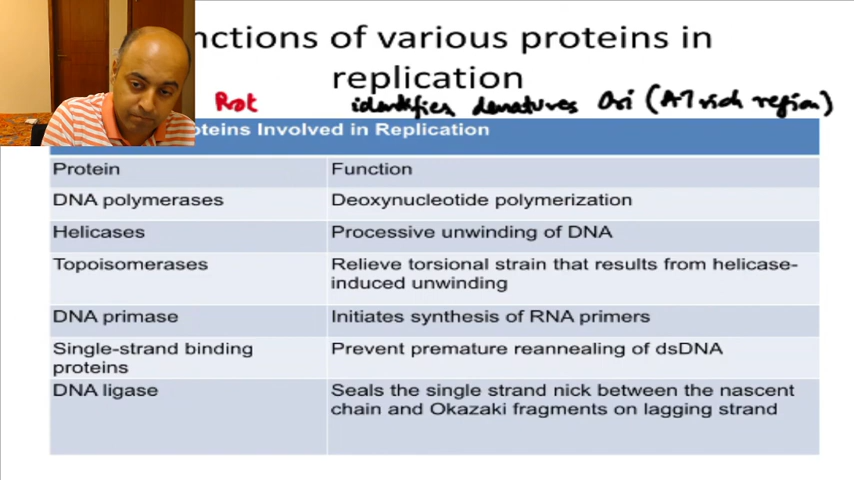 nctions of various proteins in
replication
identifies denatures Ori (A-T rich region)
oteins Involved in Replication
Protein Function
DNA polymerases Deoxynucleotide polymerization
Helicases Processive unwinding of DNA
Topoisomerases Relieve torsional strain that results from helicase-
induced unwinding
DNA primase Initiates synthesis of RNA primers
Single-strand binding Prevent premature reannealing of dsDNA
proteins
DNA ligase Seals the single strand nick between the nascent
chain and Okazaki fragments on lagging strand